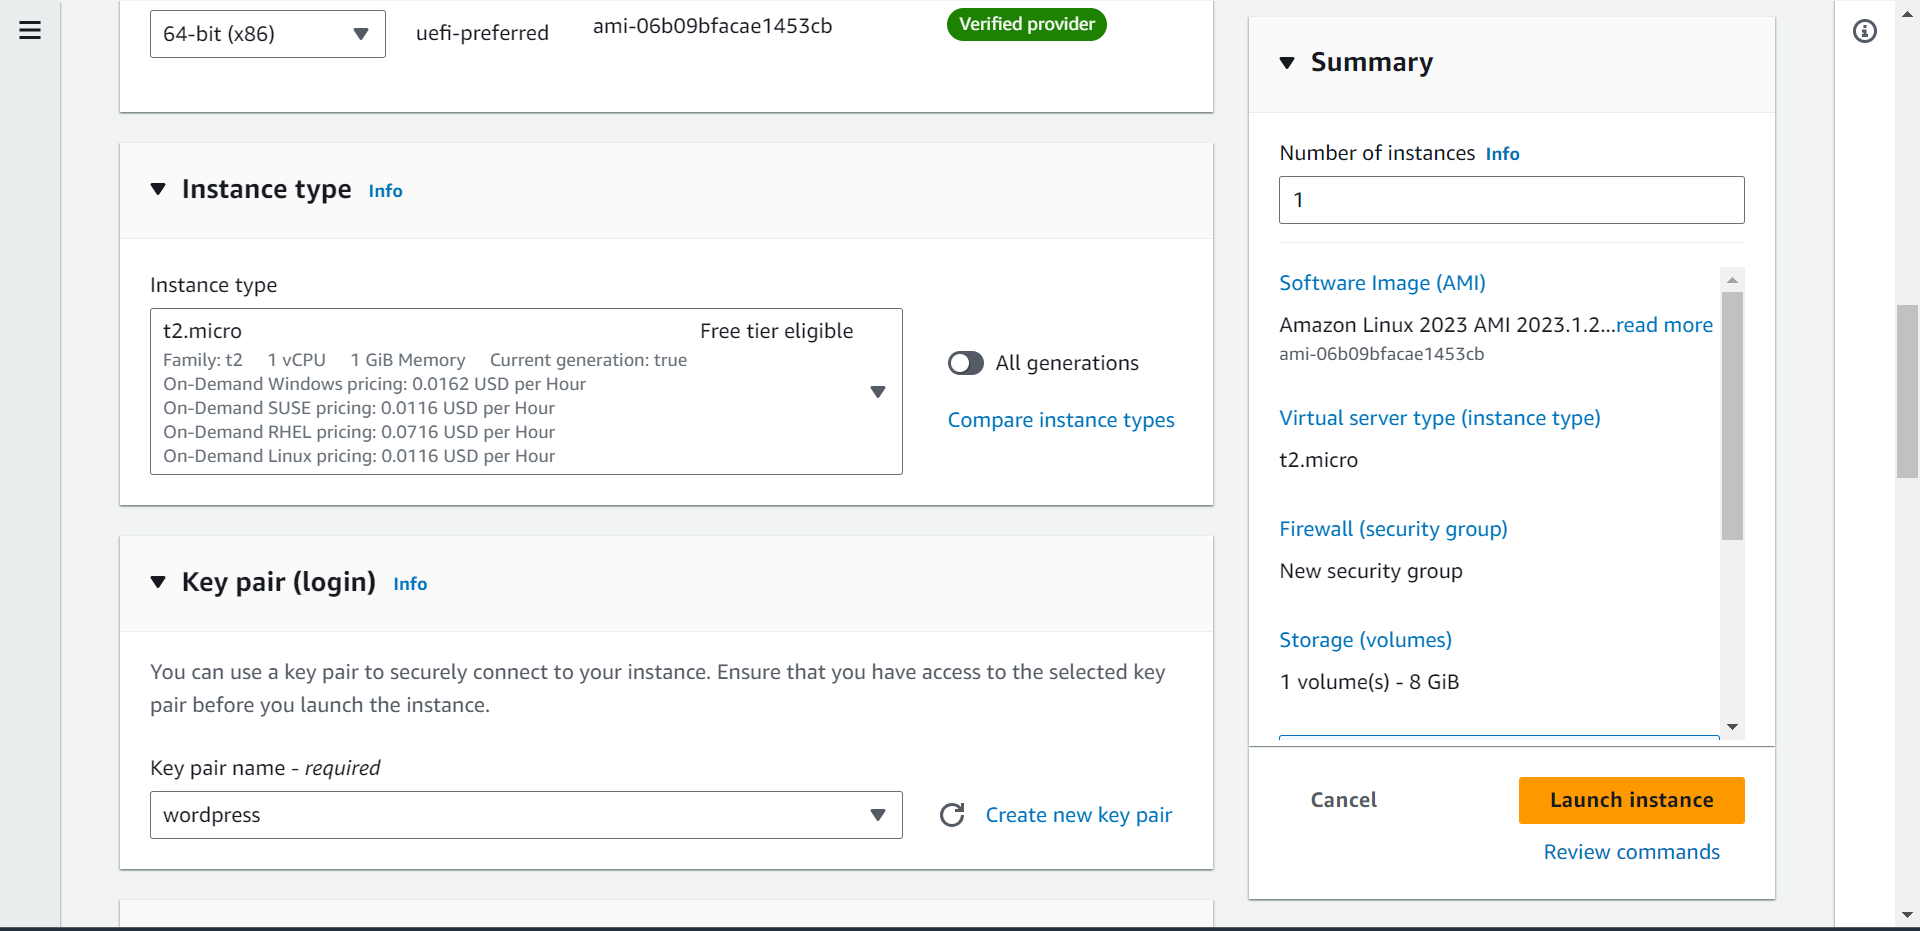 64-bit (x86)
uefi-preferred
ami-06b09bfacae1453cb
Verified provider
Instance type Info
Instance type
t2.micro Free tier eligible
Family: t2 1 vCPU 1 GiB Memory Current generation: true
On-Demand Windows pricing: 0.0162 USD per Hour
On-Demand SUSE pricing: 0.0116 USD per Hour
On-Demand RHEL pricing: 0.0716 USD per Hour
On-Demand Linux pricing: 0.0116 USD per Hour
All generations
Compare instance types
Key pair (login) Info
You can use a key pair to securely connect to your instance. Ensure that you have access to the selected key
pair before you launch the instance.
Key pair name - required
wordpress
Create new key pair
Summary
Number of instances Info
1
Software Image (AMI)
Amazon Linux 2023 AMI 2023.1.2...read more
ami-06b09bfacae1453cb
Virtual server type (instance type)
t2.micro
Firewall (security group)
New security group
Storage (volumes)
1 volume(s) - 8 GiB
Cancel
Launch instance
Review commands